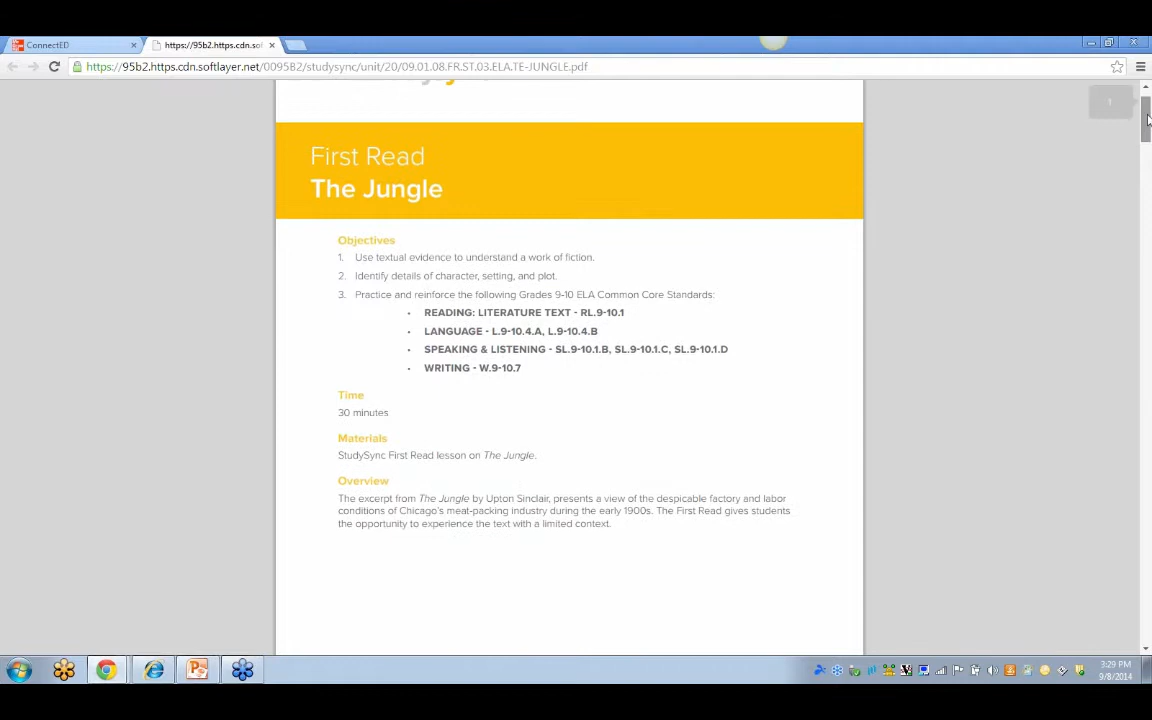 ConnectED
https://95b2.https.cdn.sof
https://95b2.https.cdn.softlayer.net/0095B2/studysync/unit/20/09.01.08.FR.ST.03.ELA.TE-JUNGLE.pdf
1
First Read
The Jungle
Objectives
1. Use textual evidence to understand a work of fiction.
2. Identify details of character, setting, and plot.
3. Practice and reinforce the following Grades 9-10 ELA Common Core Standards:
• READING: LITERATURE TEXT - RL.9-10.1
• LANGUAGE - L.9-10.4.A, L.9-10.4.B
• SPEAKING & LISTENING - SL.9-10.1.B, SL.9-10.1.C, SL.9-10.1.D
• WRITING - W.9-10.7
Time
30 minutes
Materials
StudySync First Read lesson on The Jungle.
Overview
The excerpt from The Jungle by Upton Sinclair, presents a view of the despicable factory and labor
conditions of Chicago's meat-packing industry during the early 1900s. The First Read gives students
the opportunity to experience the text with a limited context.
3:29 PM
9/8/2014